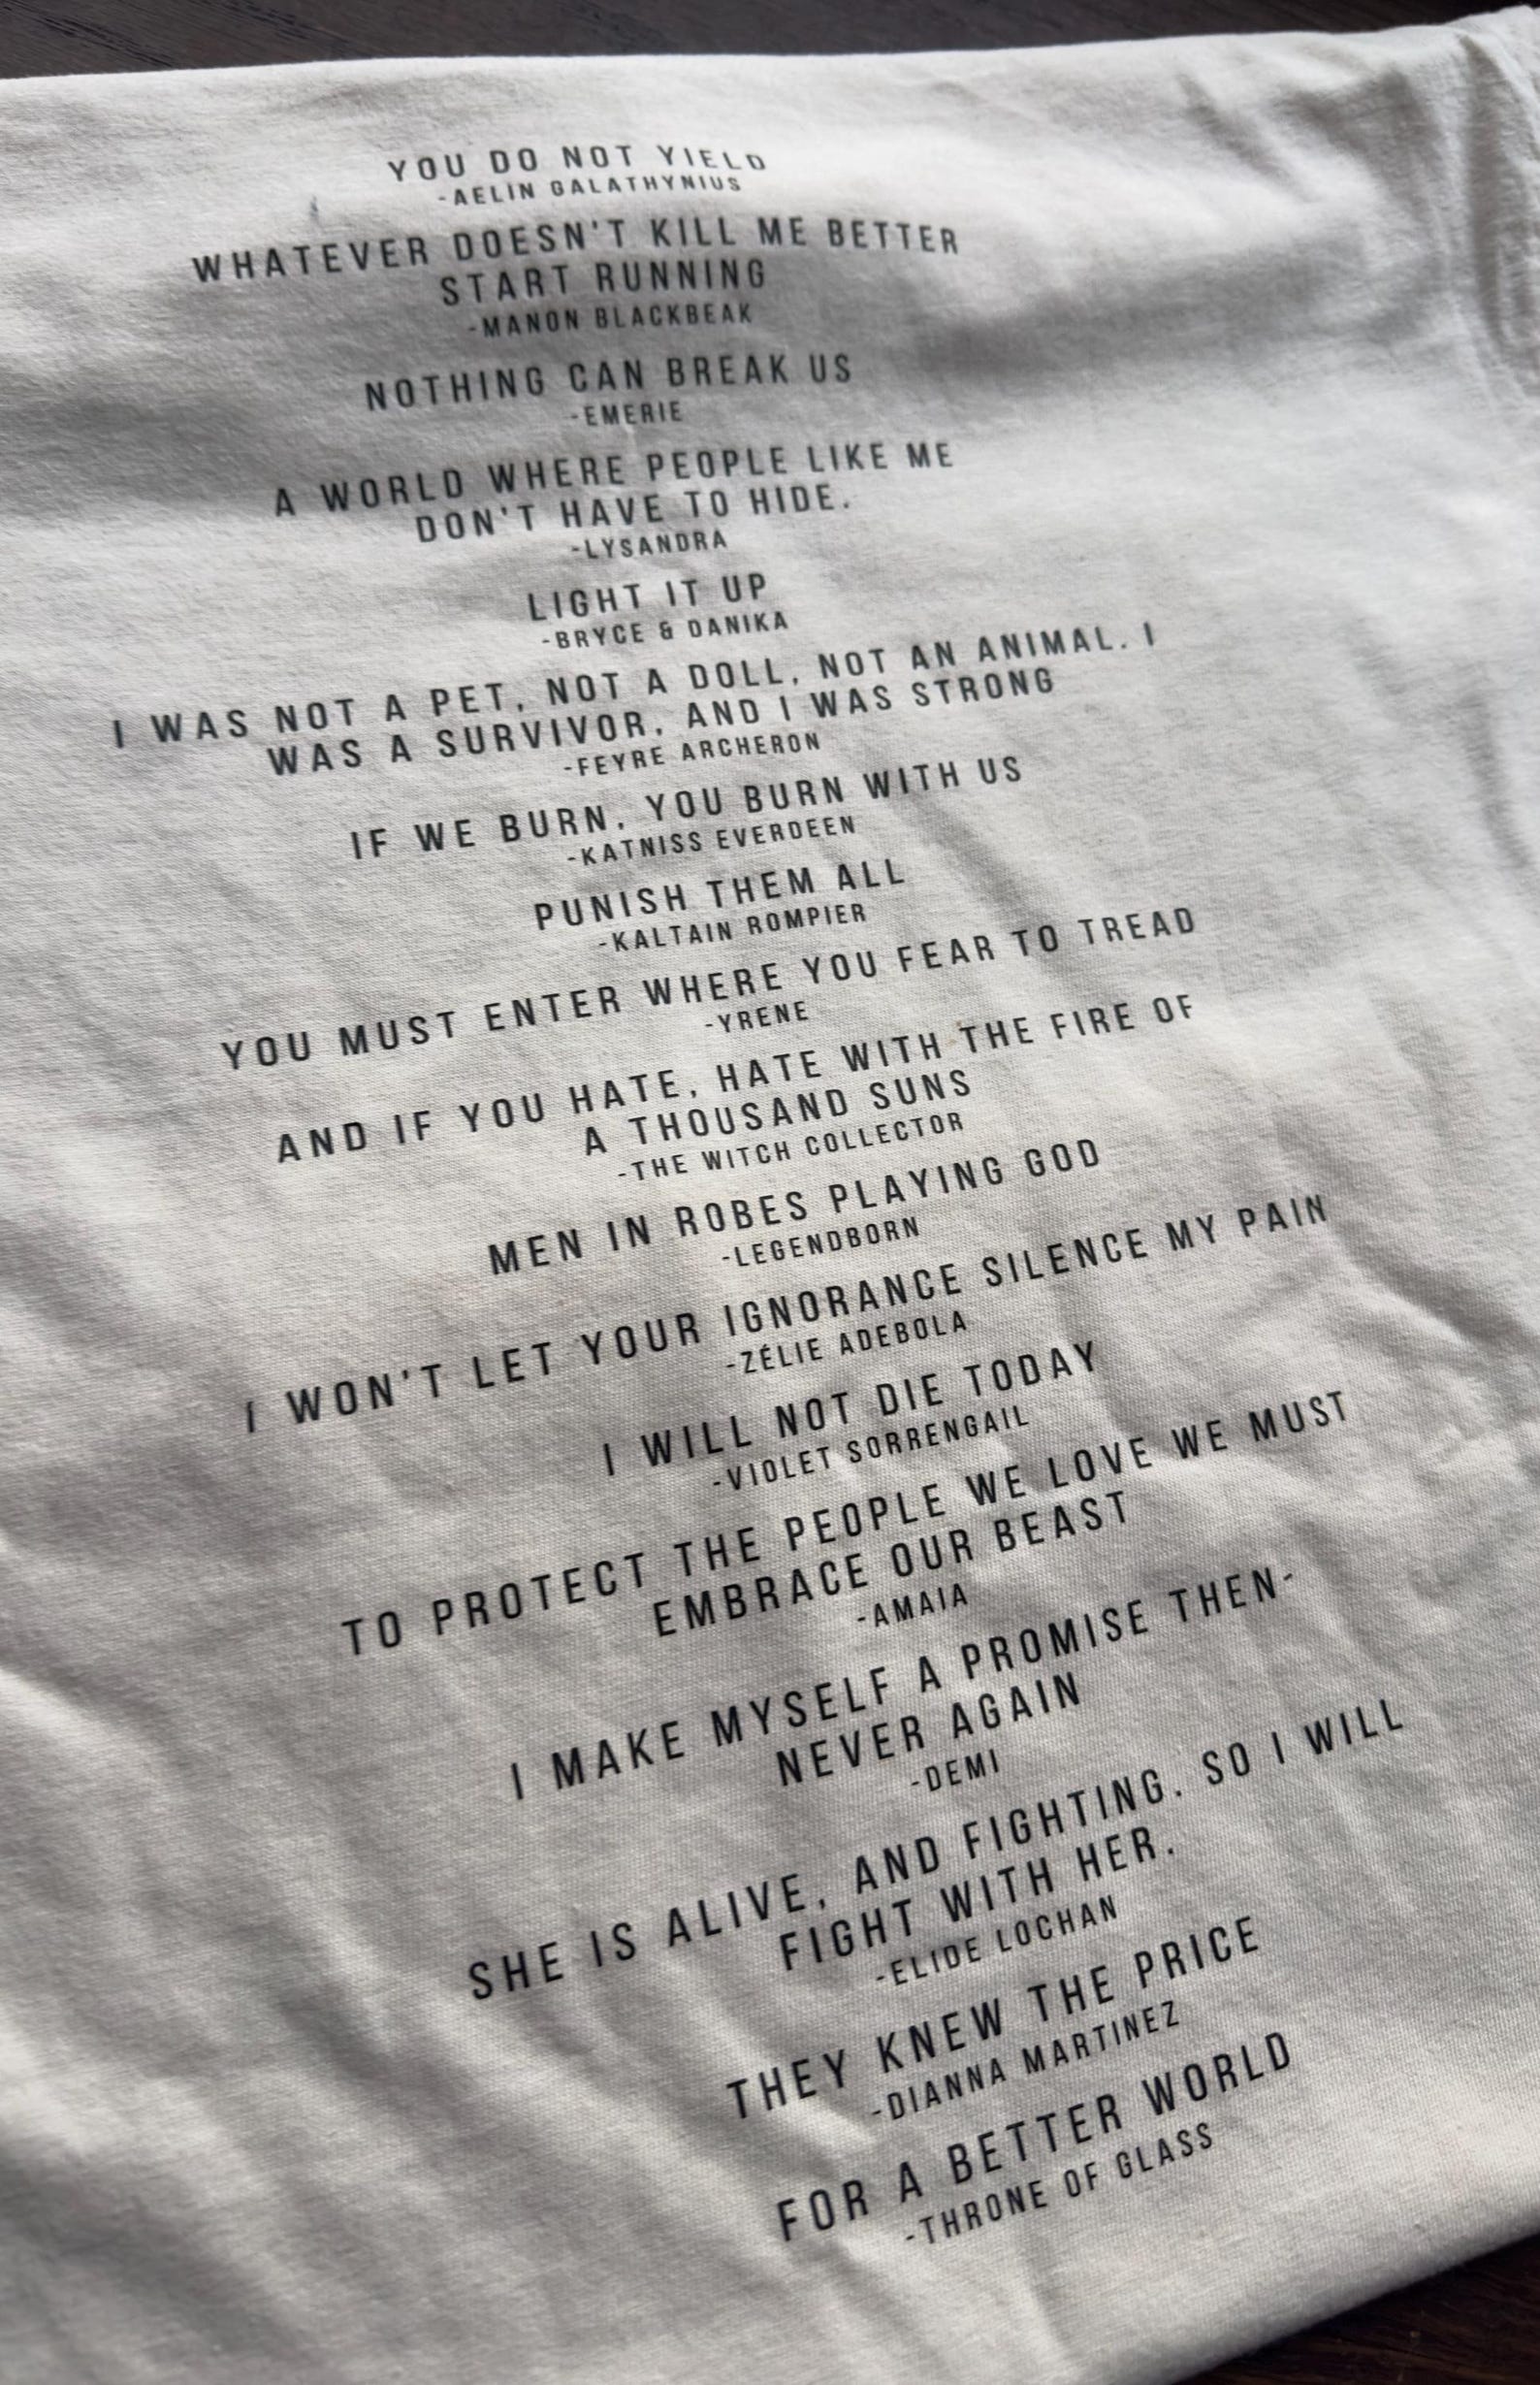 YOU DO NOT YIELD
-AELIN GALATHYNIUS
WHATEVER DOESN'T KILL ME BETTER
START RUNNING
-MANON BLACKBEAK
NOTHING CAN BREAK US
-EMERIE
A WORLD WHERE PEOPLE LIKE ME
DON'T HAVE TO HIDE.
-LYSANDRA
LIGHT IT UP
-BRYCE & DANIKA
I WAS NOT A PET, NOT A DOLL, NOT AN ANIMAL. I
WAS A SURVIVOR, AND I WAS STRONG
-FEYRE ARCHERON
IF WE BURN, YOU BURN WITH US
-KATNISS EVERDEEN
PUNISH THEM ALL
-KALTAIN ROMPIER
YOU MUST ENTER WHERE YOU FEAR TO TREAD
-YRENE
AND IF YOU HATE, HATE WITH THE FIRE OF
A THOUSAND SUNS
-THE WITCH COLLECTOR
MEN IN ROBES PLAYING GOD
-LEGENDBORN
I WON'T LET YOUR IGNORANCE SILENCE MY PAIN
-ZÉLIE ADEBOLA
I WILL NOT DIE TODAY
-VIOLET SORRENGAIL
TO PROTECT THE PEOPLE WE LOVE WE MUST
EMBRACE OUR BEAST
-AMAIA
I MAKE MYSELF A PROMISE THEN-
NEVER AGAIN
-DEMI
SHE IS ALIVE, AND FIGHTING. SO I WILL
FIGHT WITH HER.
-ELIDE LOCHAN
THEY KNEW THE PRICE
-DIANNA MARTINEZ
FOR A BETTER WORLD
-THRONE OF GLASS